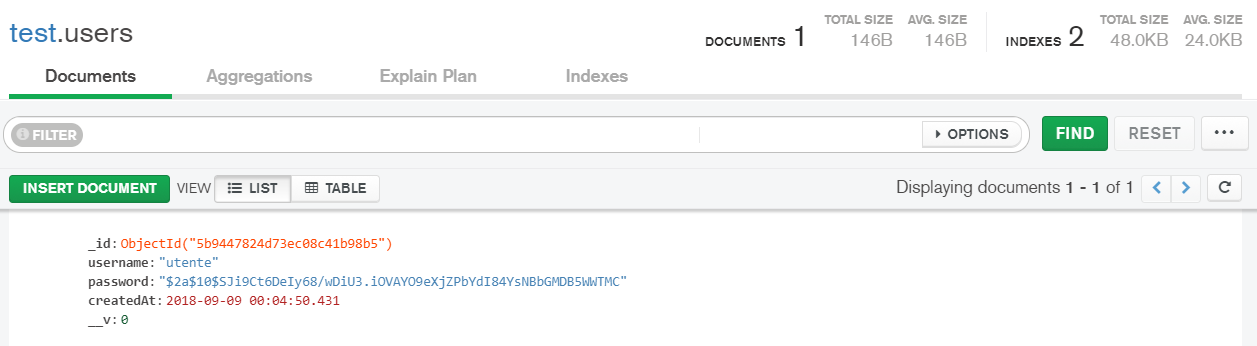 test.users
DOCUMENTS 1 TOTAL SIZE 146B AVG. SIZE 146B INDEXES 2 TOTAL SIZE 48.0KB AVG. SIZE 24.0KB
Documents Aggregations Explain Plan Indexes
FILTER OPTIONS FIND RESET ...
INSERT DOCUMENT VIEW LIST TABLE Displaying documents 1 - 1 of 1
_id: ObjectId("5b9447824d73ec08c41b98b5")
username: "utente"
password: "$2a$10$SJi9Ct6DeIy68/wDiU3.iOVAYO9eXjZPbYdI84YsNBbGMDB5WWTMC"
createdAt: 2018-09-09 00:04:50.431
__v: 0